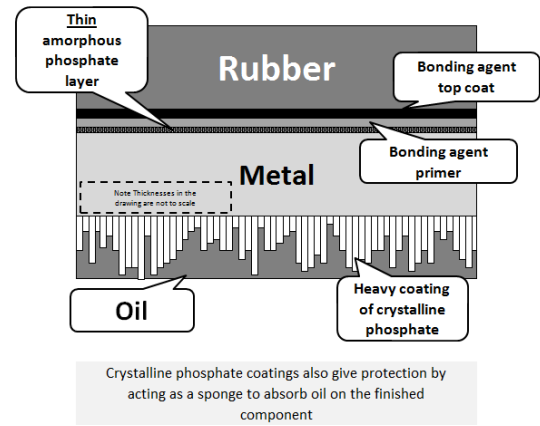 Thin
amorphous
phosphate
layer
Rubber
Bonding agent
top coat
Bonding agent
primer
Metal
Note Thicknesses in the
drawing are not to scale
Oil
Heavy coating
of crystalline
phosphate
Crystalline phosphate coatings also give protection by
acting as a sponge to absorb oil on the finished
component